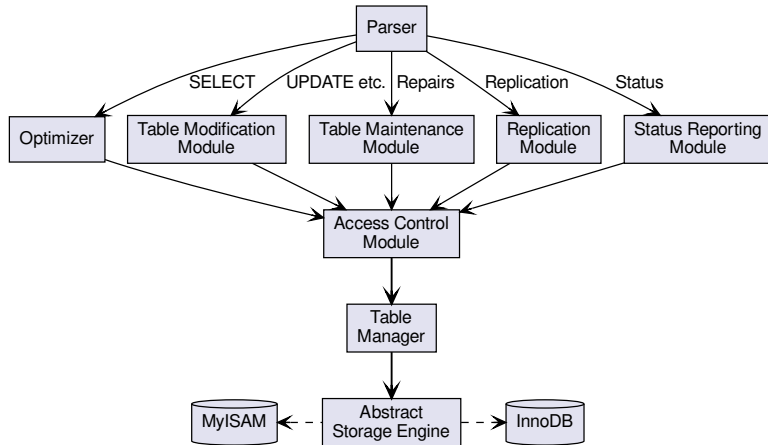 Parser
SELECT
UPDATE etc.
Repairs
Replication
Status
Optimizer
Table Modification
Module
Table Maintenance
Module
Replication
Module
Status Reporting
Module
Access Control
Module
Table
Manager
MyISAM
Abstract
Storage Engine
InnoDB